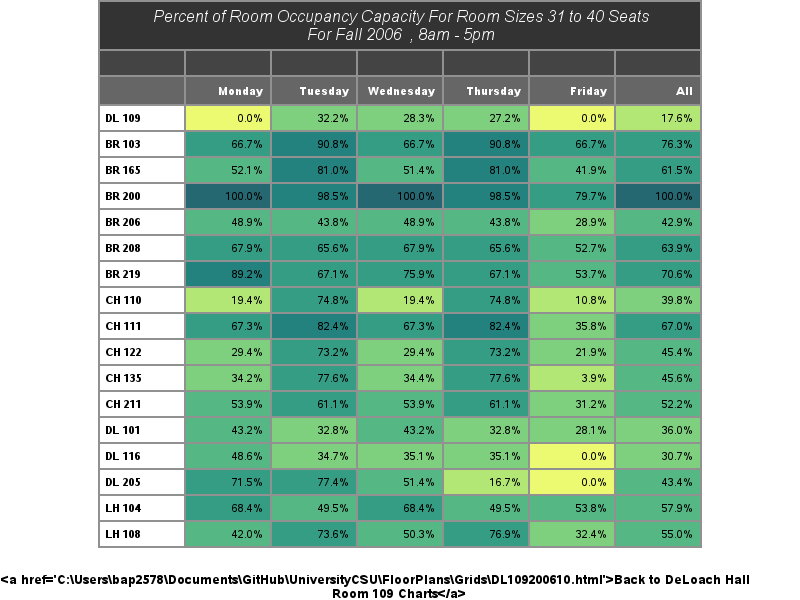 Percent of Room Occupancy Capacity For Room Sizes 31 to 40 Seats
For Fall 2006 , 8am - 5pm
Monday Tuesday Wednesday Thursday Friday All
DL 109 0.0% 32.2% 28.3% 27.2% 0.0% 17.6%
BR 103 66.7% 90.8% 66.7% 90.8% 66.7% 76.3%
BR 165 52.1% 81.0% 51.4% 81.0% 41.9% 61.5%
BR 200 100.0% 98.5% 100.0% 98.5% 79.7% 100.0%
BR 206 48.9% 43.8% 48.9% 43.8% 28.9% 42.9%
BR 208 67.9% 65.6% 67.9% 65.6% 52.7% 63.9%
BR 219 89.2% 67.1% 75.9% 67.1% 53.7% 70.6%
CH 110 19.4% 74.8% 19.4% 74.8% 10.8% 39.8%
CH 111 67.3% 82.4% 67.3% 82.4% 35.8% 67.0%
CH 122 29.4% 73.2% 29.4% 73.2% 21.9% 45.4%
CH 135 34.2% 77.6% 34.4% 77.6% 3.9% 45.6%
CH 211 53.9% 61.1% 53.9% 61.1% 31.2% 52.2%
DL 101 43.2% 32.8% 43.2% 32.8% 28.1% 36.0%
DL 116 48.6% 34.7% 35.1% 35.1% 0.0% 30.7%
DL 205 71.5% 77.4% 51.4% 16.7% 0.0% 43.4%
LH 104 68.4% 49.5% 68.4% 49.5% 53.8% 57.9%
LH 108 42.0% 73.6% 50.3% 76.9% 32.4% 55.0%
<a href='C:\Users\bap2578\Documents\GitHub\UniversityCSU\FloorPlans\Grids\DL109200610.html'>Back to DeLoach Hall
Room 109 Charts</a>